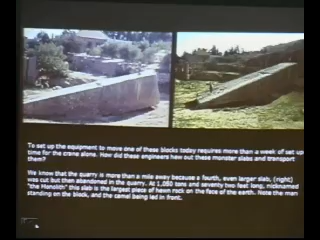 To set up the equipment to move one of these blocks today requires more than a week of set up
time for the crane alone. How did these engineers hew out these monster slabs and transport
them?
We know that the quarry is more than a mile away because a fourth, even larger slab, (right)
was cut but then abandoned in the quarry. At 1,050 tons and seventy two feet long, nicknamed
"the Monolith" this slab is the largest piece of hewn rock on the face of the earth. Note the man
standing on the block, and the camel being led in front.